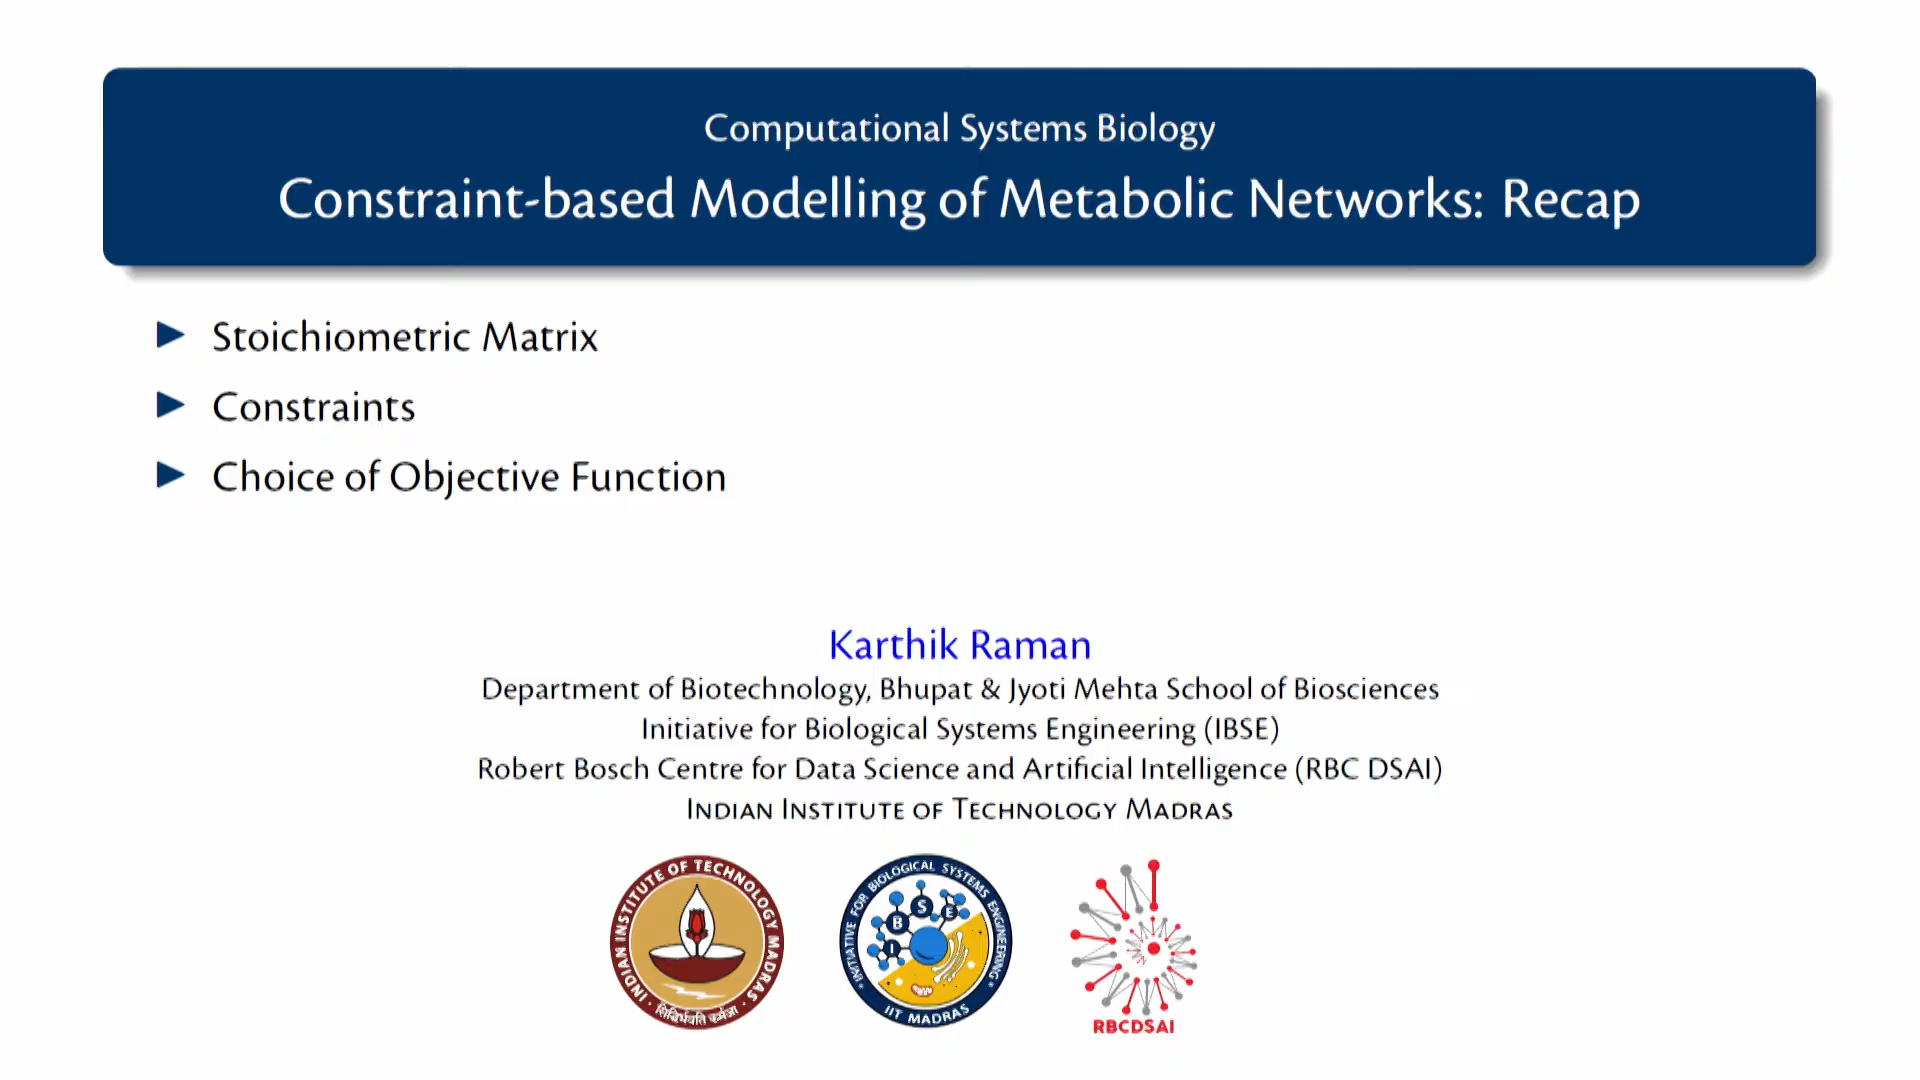 Computational Systems Biology
Constraint-based Modelling of Metabolic Networks: Recap
Stoichiometric Matrix
Constraints
Choice of Objective Function
Karthik Raman
Department of Biotechnology, Bhupat & Jyoti Mehta School of Biosciences
Initiative for Biological Systems Engineering (IBSE)
Robert Bosch Centre for Data Science and Artificial Intelligence (RBC DSAI)
INDIAN INSTITUTE OF TECHNOLOGY MADRAS
INDIAN INSTITUTE OF TECHNOLOGY MADRAS
INITIATIVE FOR BIOLOGICAL SYSTEMS ENGINEERING
I B S E
IIT MADRAS
RBCDSAI